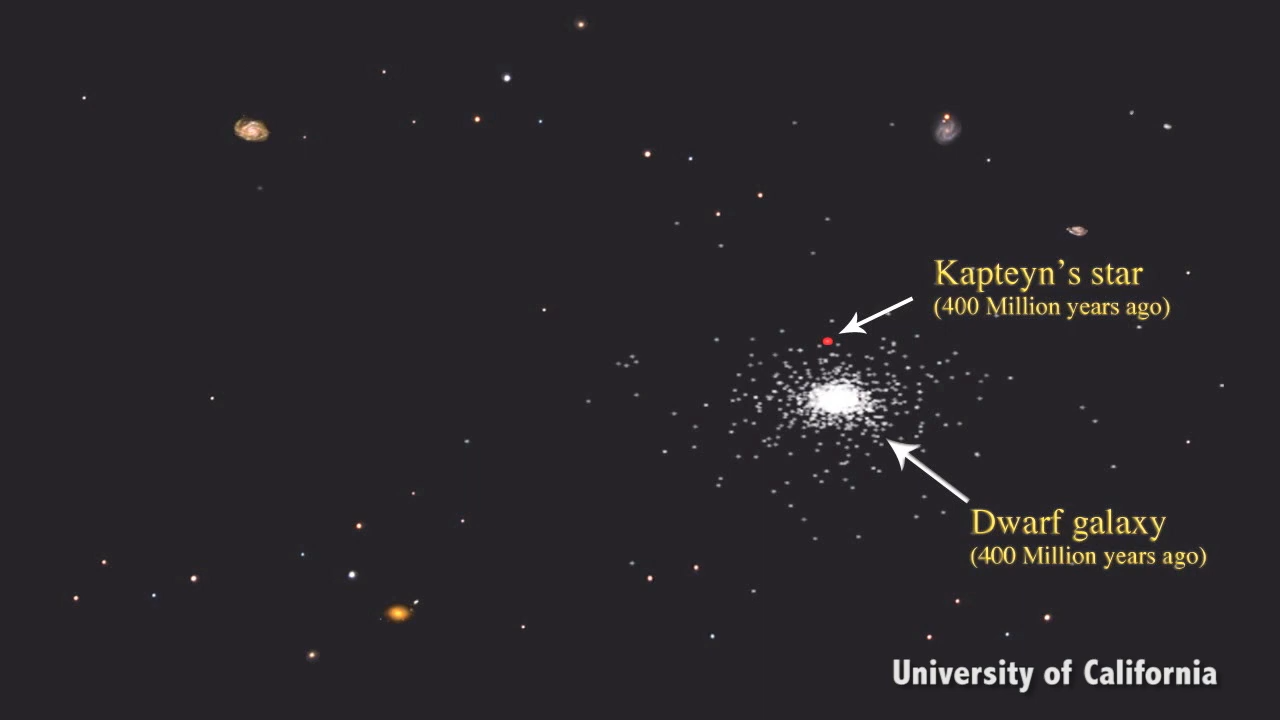 Kapteyn’s star
(400 Million years ago)
Dwarf galaxy
(400 Million years ago)
University of California